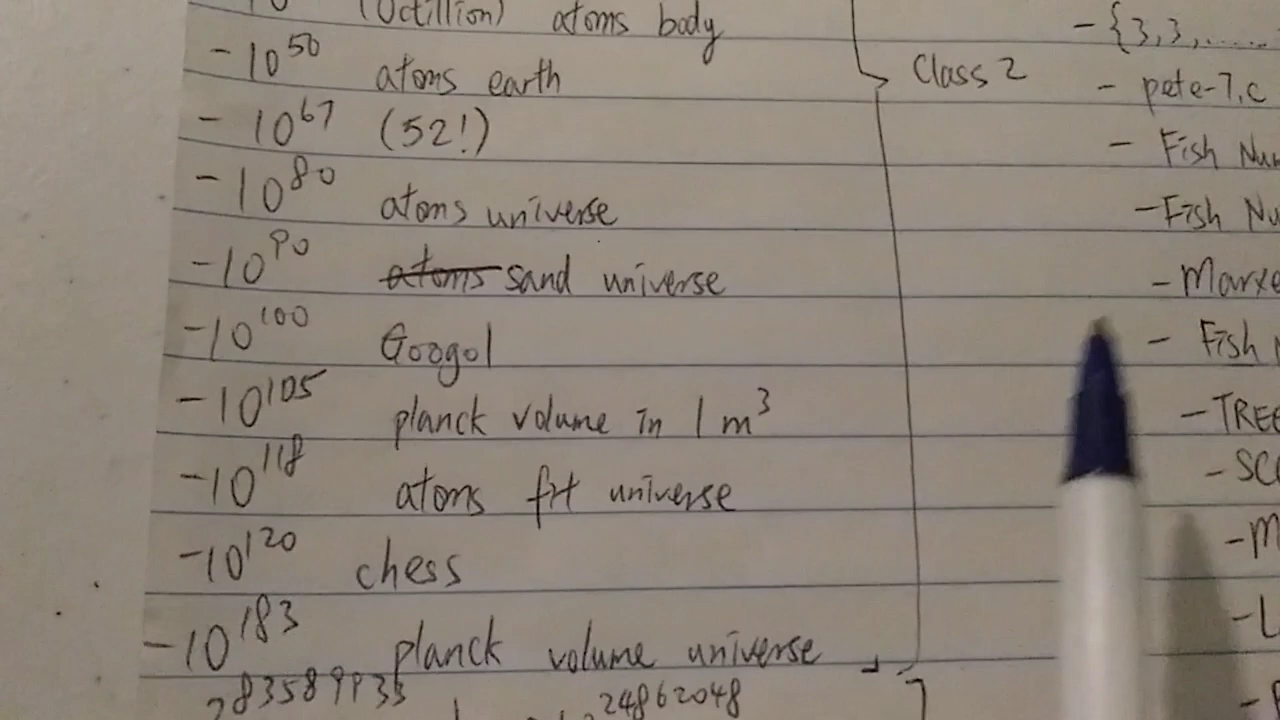 (Octillion) atoms body
- 10^50 atoms earth
- 10^67 (52!)
- 10^80 atoms universe
- 10^90 ~~atoms~~ sand universe
- 10^100 Googol
- 10^105 planck volume in 1 m^3
- 10^118 atoms fit universe
- 10^120 chess
- 10^183 planck volume universe
24862048
Class 2
- {3,3,......
- pete-7.c
- Fish
- Fish
-
- Fish
- TREE
-
-
- L
-